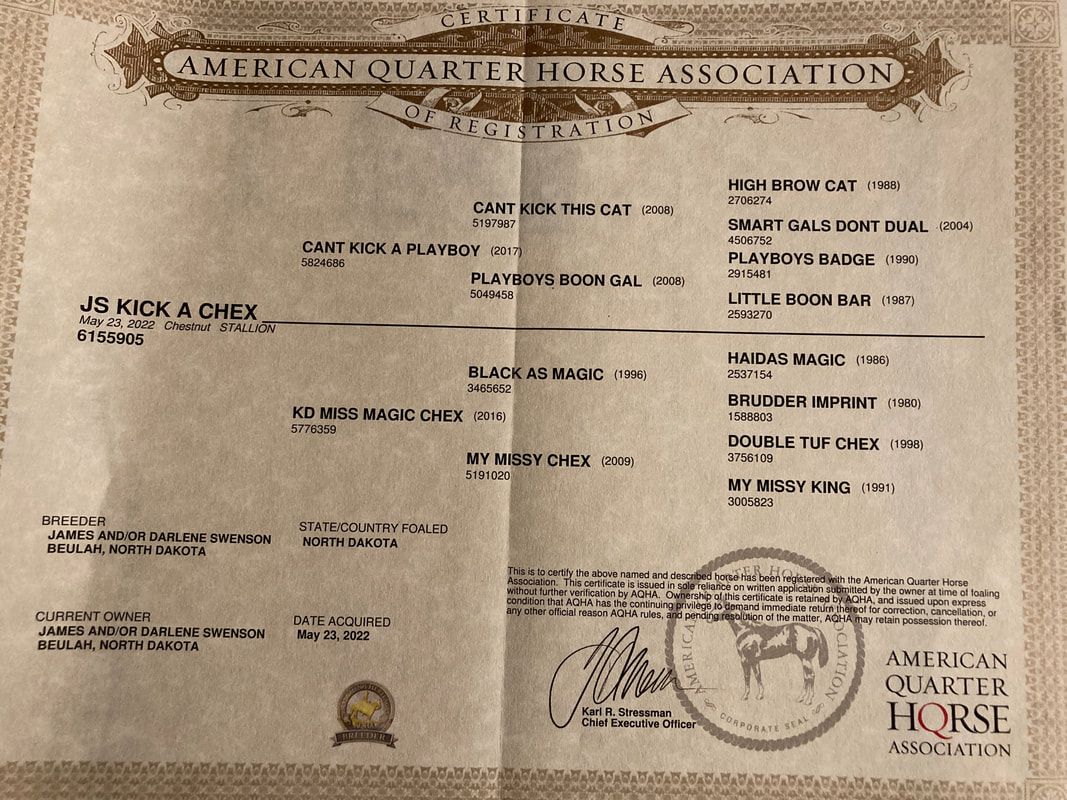 CERTIFICATE
AMERICAN QUARTER HORSE ASSOCIATION
OF REGISTRATION
HIGH BROW CAT (1988)
2706274
CANT KICK THIS CAT (2008)
5197987
SMART GALS DONT DUAL (2004)
4506752
CANT KICK A PLAYBOY (2017)
5824686
PLAYBOYS BADGE (1990)
2915481
PLAYBOYS BOON GAL (2008)
5049458
LITTLE BOON BAR (1987)
2593270
JS KICK A CHEX
May 23, 2022 Chestnut STALLION
6155905
HAIDAS MAGIC (1986)
2537154
BLACK AS MAGIC (1996)
3465652
BRUDDER IMPRINT (1980)
1588803
KD MISS MAGIC CHEX (2016)
5776359
DOUBLE TUF CHEX (1998)
3756109
MY MISSY CHEX (2009)
5191020
MY MISSY KING (1991)
3005823
BREEDER
JAMES AND/OR DARLENE SWENSON
BEULAH, NORTH DAKOTA
STATE/COUNTRY FOALED
NORTH DAKOTA
CURRENT OWNER
JAMES AND/OR DARLENE SWENSON
BEULAH, NORTH DAKOTA
DATE ACQUIRED
May 23, 2022
This is to certify the above named and described horse has been registered with the American Quarter Horse
Association. This certificate is issued in sole reliance on written application submitted by the owner at time of foaling
without further verification by AQHA. Ownership of this certificate is retained by AQHA, and issued upon express
condition that AQHA has the continuing privilege to demand immediate return thereof for correction, cancellation, or
any other official reason AQHA rules, and pending resolution of the matter, AQHA may retain possession thereof.
Karl R. Stressman
Chief Executive Officer
CORPORATE SEAL
BREEDER
AMERICAN
QUARTER
HORSE
ASSOCIATION